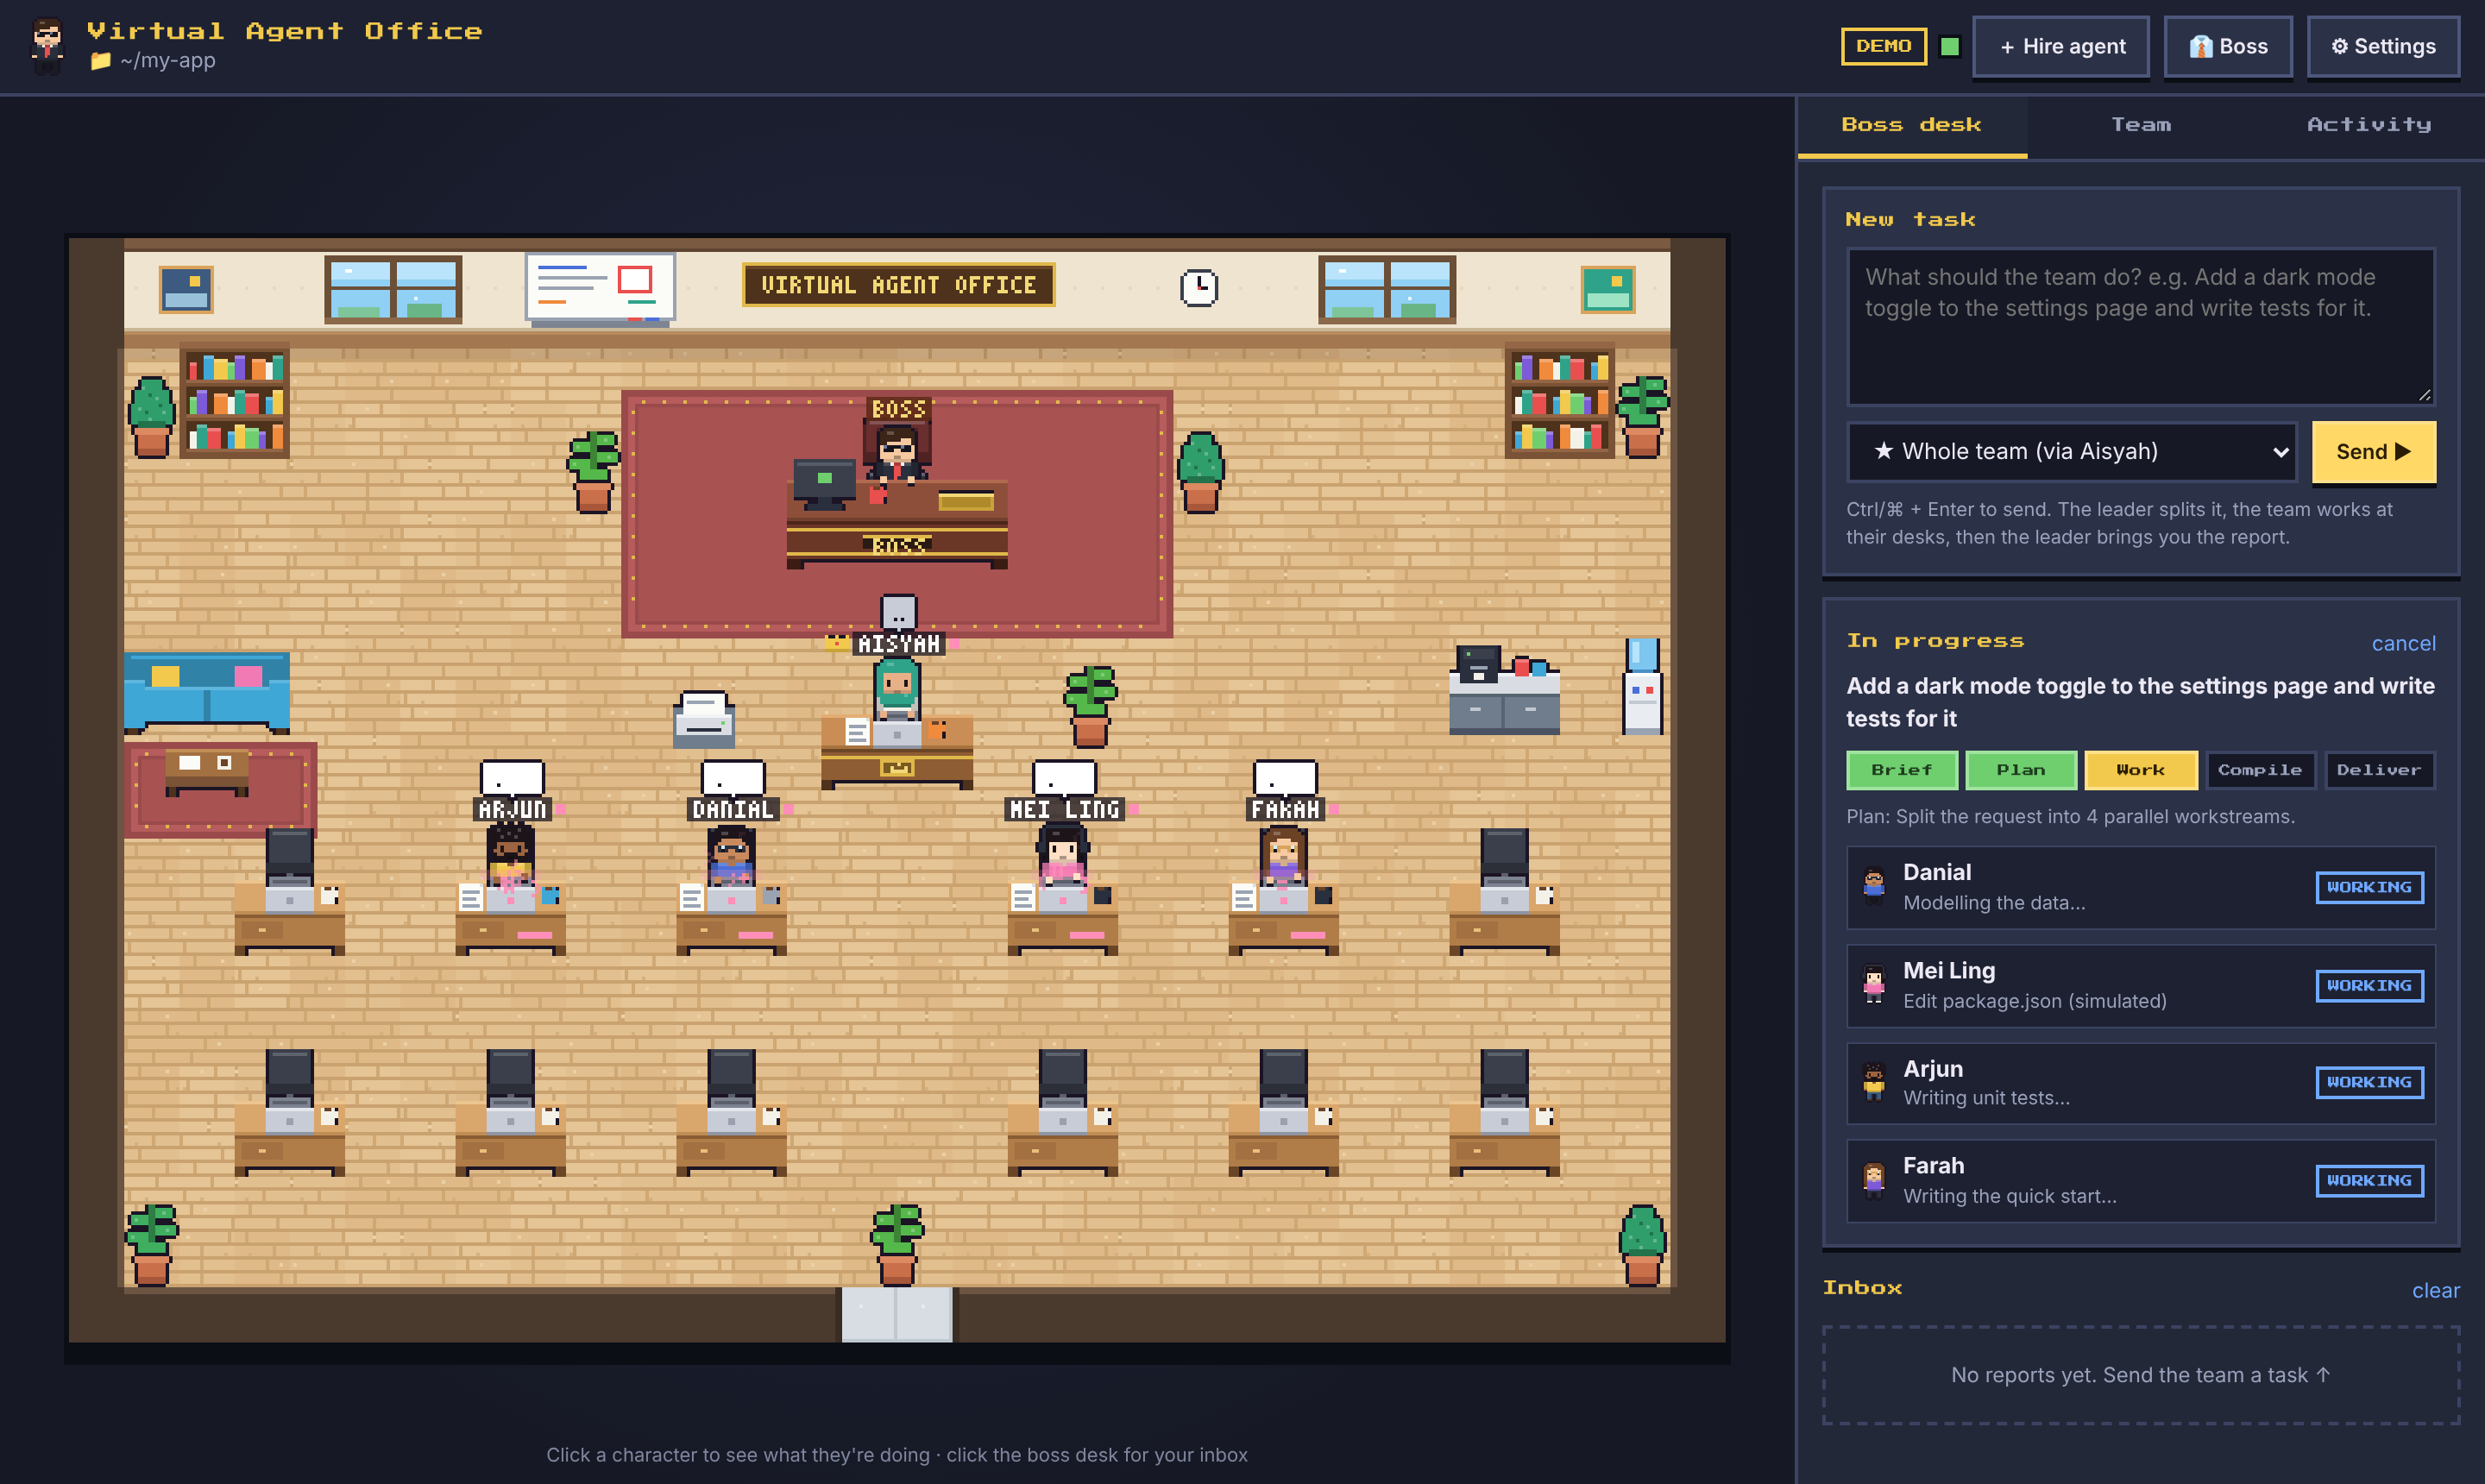 Virtual Agent Office
~/my-app
DEMO
+ Hire agent
Boss
Settings
VIRTUAL AGENT OFFICE
BOSS
BOSS
AISYAH
ARJUN
DANIAL
MEI LING
FARAH
Click a character to see what they're doing · click the boss desk for your inbox
Boss desk
Team
Activity
New task
What should the team do? e.g. Add a dark mode
toggle to the settings page and write tests for it.
★ Whole team (via Aisyah)
Send ▶
Ctrl/⌘ + Enter to send. The leader splits it, the team works at
their desks, then the leader brings you the report.
In progress
cancel
Add a dark mode toggle to the settings page and write
tests for it
Brief
Plan
Work
Compile
Deliver
Plan: Split the request into 4 parallel workstreams.
Danial
Modelling the data...
WORKING
Mei Ling
Edit package.json (simulated)
WORKING
Arjun
Writing unit tests...
WORKING
Farah
Writing the quick start...
WORKING
Inbox
clear
No reports yet. Send the team a task ↑